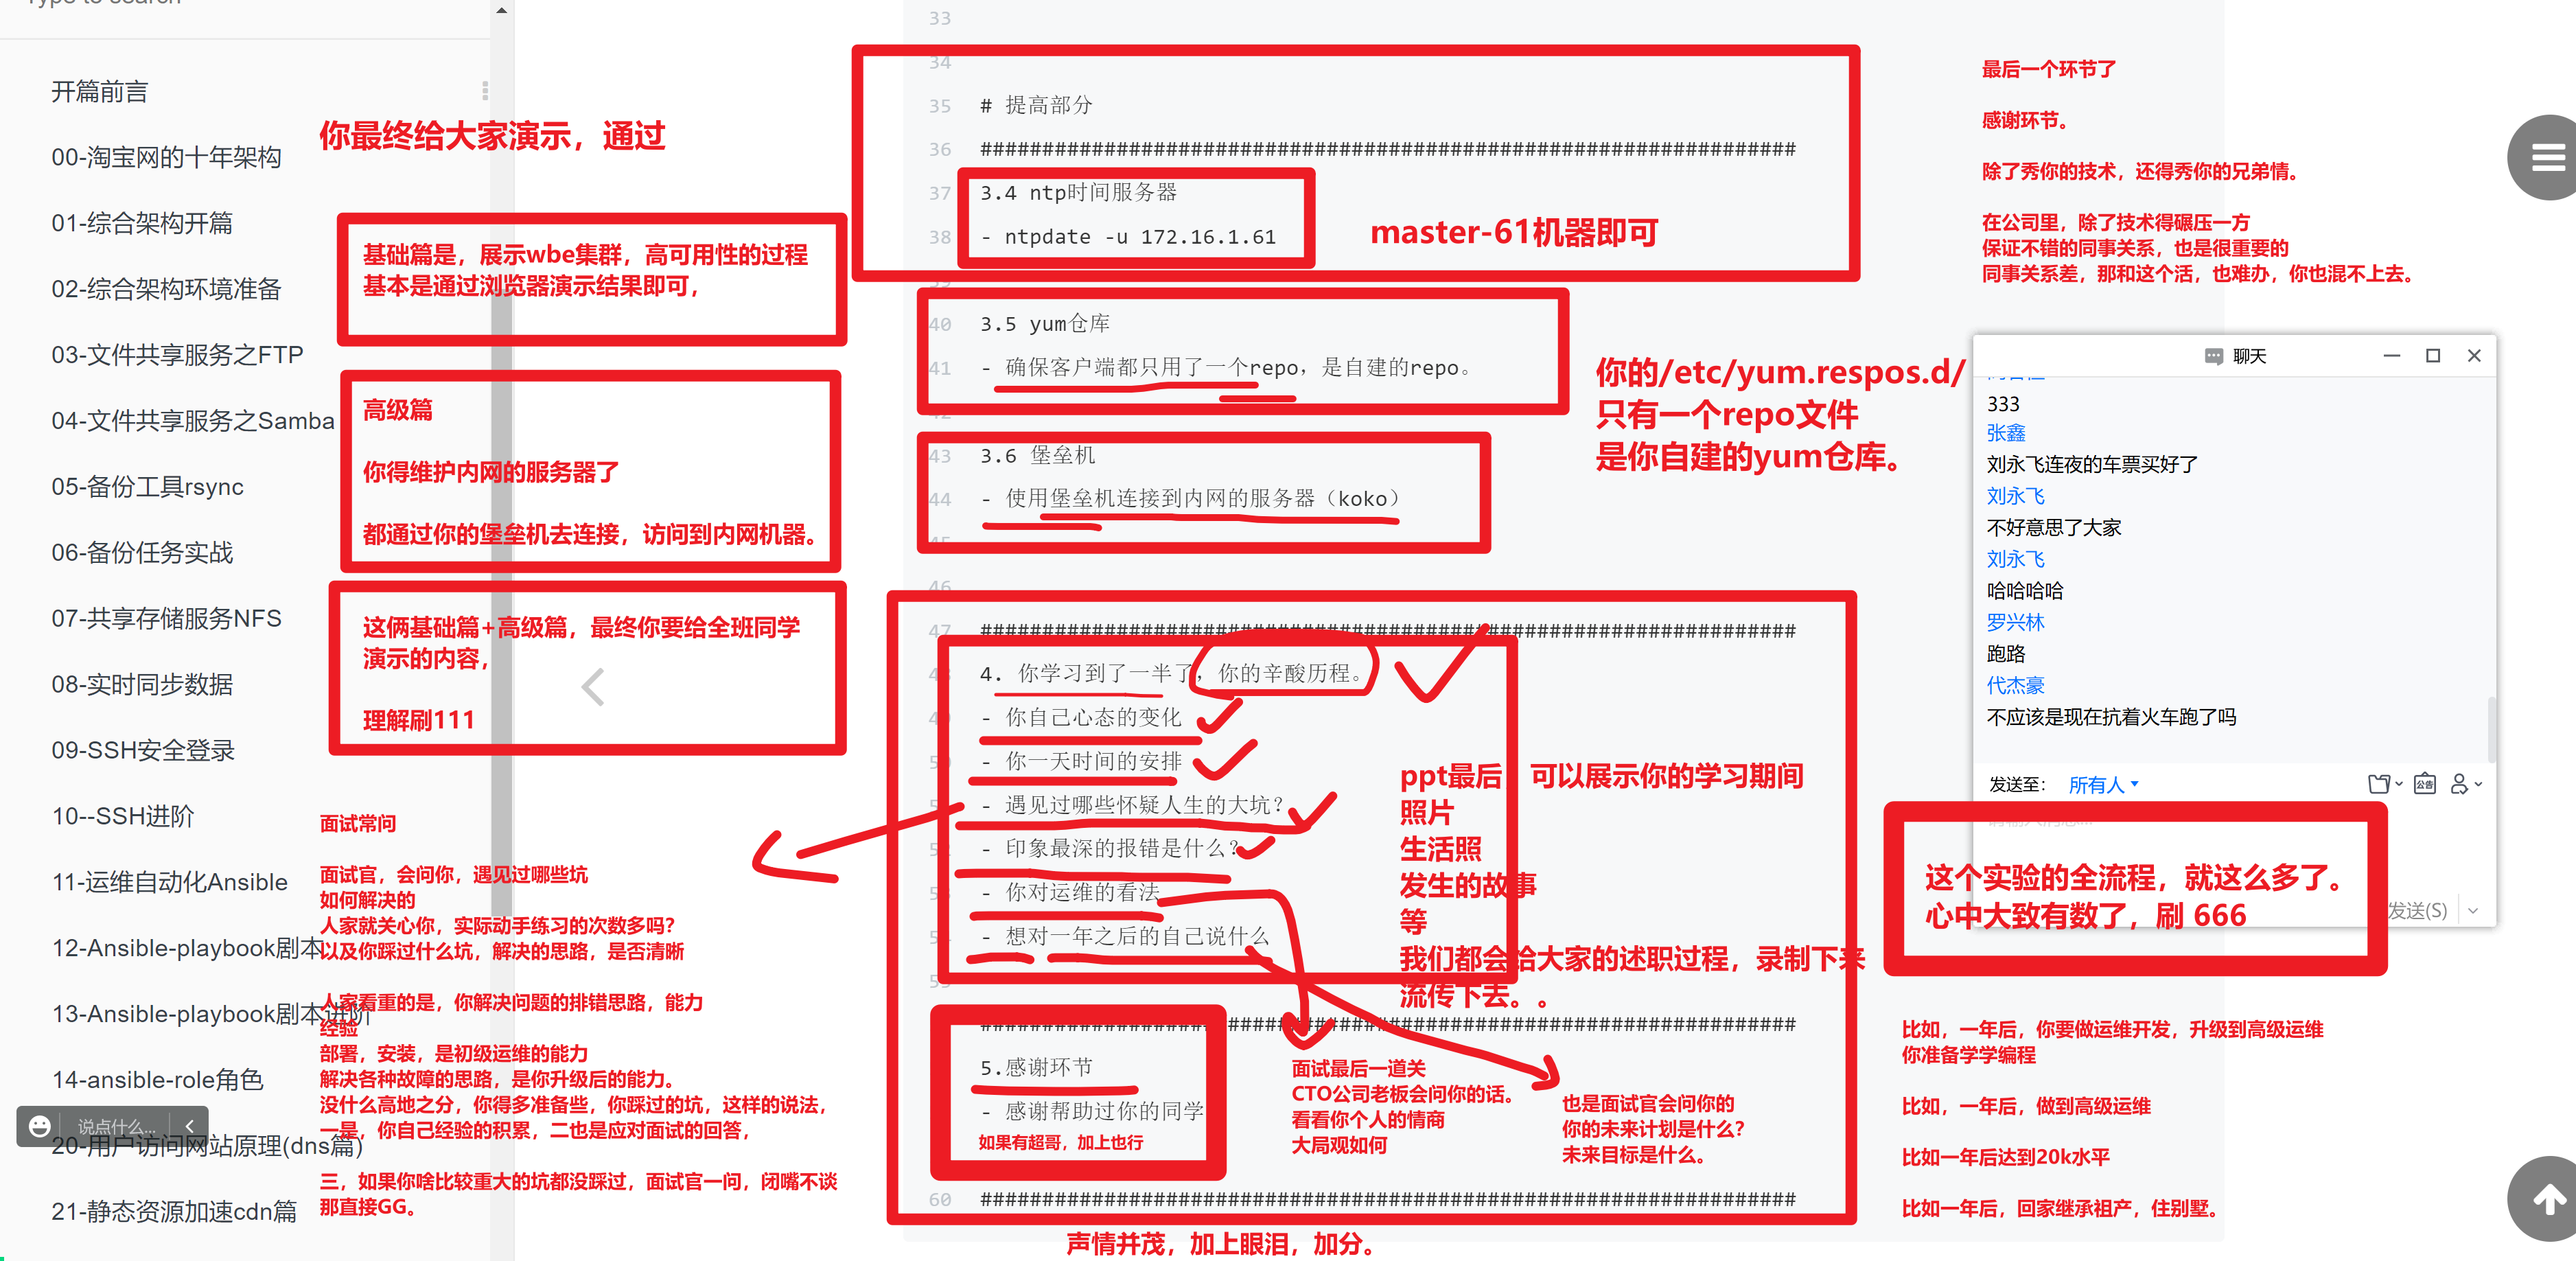 Type to search
开篇前言
00-淘宝网的十年架构
01-综合架构开篇
02-综合架构环境准备
03-文件共享服务之FTP
04-文件共享服务之Samba
05-备份工具rsync
06-备份任务实战
07-共享存储服务NFS
08-实时同步数据
09-SSH安全登录
10--SSH进阶
11-运维自动化Ansible
12-Ansible-playbook剧本
13-Ansible-playbook剧本进阶
14-ansible-role角色
说点什么...
20-用户访问网站原理(dns篇)
21-静态资源加速cdn篇
你最终给大家演示，通过
基础篇是，展示wbe集群，高可用性的过程
基本是通过浏览器演示结果即可，
高级篇
你得维护内网的服务器了
都通过你的堡垒机去连接，访问到内网机器。
这俩基础篇+高级篇，最终你要给全班同学
演示的内容，
理解刷111
面试常问
面试官，会问你，遇见过哪些坑
如何解决的
人家就关心你，实际动手练习的次数多吗？
以及你踩过什么坑，解决的思路，是否清晰
人家看重的是，你解决问题的排错思路，能力
经验
部署，安装，是初级运维的能力
解决各种故障的思路，是你升级后的能力。
没什么高地之分，你得多准备些，你踩过的坑，这样的说法，
一是，你自己经验的积累，二也是应对面试的回答，
三，如果你啥比较重大的坑都没踩过，面试官一问，闭嘴不谈
那直接GG。
33
34
35 # 提高部分
36 ##################################################################
37 3.4 ntp时间服务器
38 - ntpdate -u 172.16.1.61
master-61机器即可
40 3.5 yum仓库
41 - 确保客户端都只用了一个repo，是自建的repo。
43 3.6 堡垒机
44 - 使用堡垒机连接到内网的服务器（koko）
你的/etc/yum.respos.d/
只有一个repo文件
是你自建的yum仓库。
46
47 ##################################################################
4. 你学习到了一半了，你的辛酸历程。
- 你自己心态的变化
- 你一天时间的安排
- 遇见过哪些怀疑人生的大坑？
- 印象最深的报错是什么？
- 你对运维的看法
- 想对一年之后的自己说什么
ppt最后，可以展示你的学习期间
照片
生活照
发生的故事
等
我们都会给大家的述职过程，录制下来
流传下去。。
##################################################################
5.感谢环节
- 感谢帮助过你的同学
如果有超哥，加上也行
60 ##################################################################
面试最后一道关
CTO公司老板会问你的话。
看看你个人的情商
大局观如何
也是面试官会问你的
你的未来计划是什么？
未来目标是什么。
声情并茂，加上眼泪，加分。
最后一个环节了
感谢环节。
除了秀你的技术，还得秀你的兄弟情。
在公司里，除了技术得碾压一方
保证不错的同事关系，也是很重要的
同事关系差，那和这个活，也难办，你也混不上去。
聊天
333
张鑫
刘永飞连夜的车票买好了
刘永飞
不好意思了大家
刘永飞
哈哈哈哈
罗兴林
跑路
代杰豪
不应该是现在抗着火车跑了吗
发送至： 所有人
公告
这个实验的全流程，就这么多了。
心中大致有数了，刷 666
发送(S)
比如，一年后，你要做运维开发，升级到高级运维
你准备学学编程
比如，一年后，做到高级运维
比如一年后达到20k水平
比如一年后，回家继承祖产，住别墅。